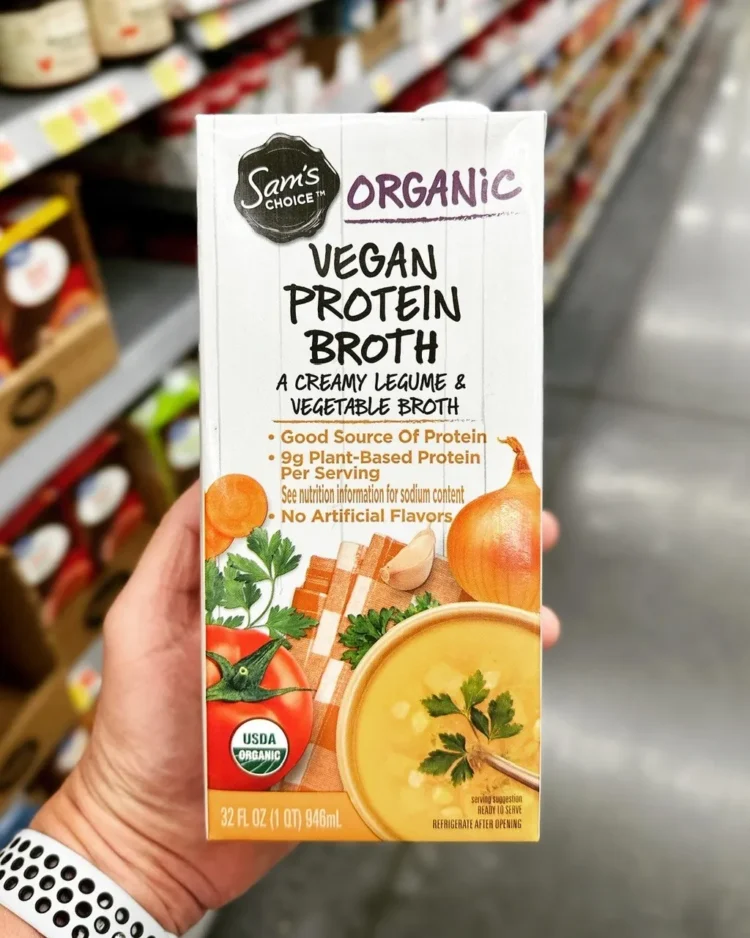 Sam's
CHOICE™
ORGANiC
VEGAN
PROTEIN
BROTH
A CREAMY LEGUME &
VEGETABLE BROTH
• Good Source Of Protein
• 9g Plant-Based Protein
Per Serving
See nutrition information for sodium content
• No Artificial Flavors
USDA
ORGANIC
32 FL OZ (1 QT) 946mL
serving suggestion
READY TO SERVE
REFRIGERATE AFTER OPENING